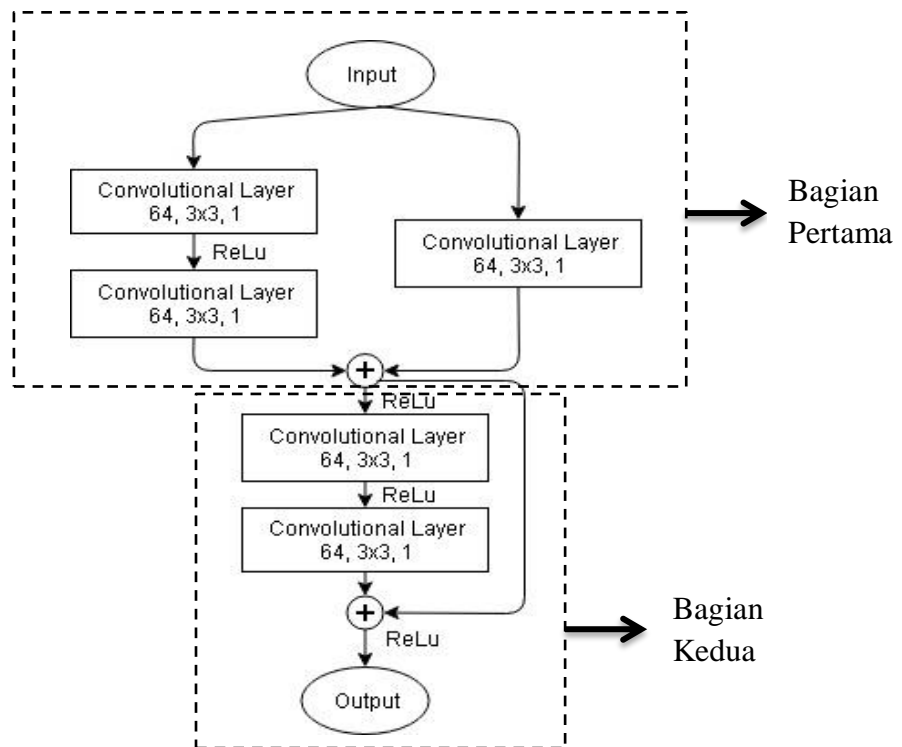 Input
Convolutional Layer
64, 3x3, 1
ReLu
Convolutional Layer
64, 3x3, 1
Convolutional Layer
64, 3x3, 1
Bagian
Pertama
+
ReLu
Convolutional Layer
64, 3x3, 1
ReLu
Convolutional Layer
64, 3x3, 1
+
ReLu
Output
Bagian
Kedua